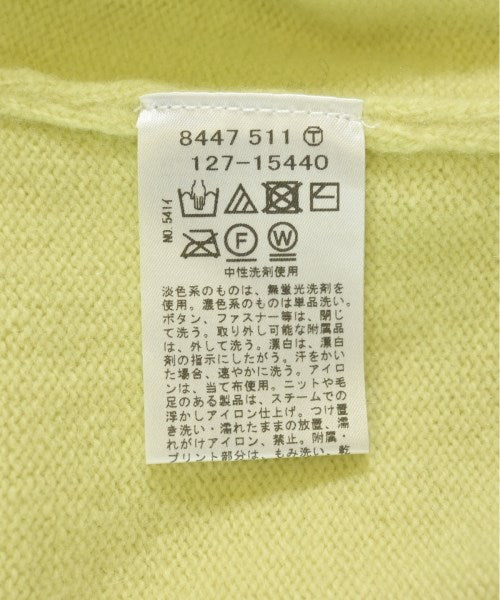 8447 511 Ⓣ
127-15440
NO.541イ
F W
中性洗剤使用
淡色系のものは、無蛍光洗剤を
使用。濃色系のものは単品洗い。
ボタン、ファスナー等は、閉じ
て洗う。取り外し可能な附属品
は、外して洗う。漂白は、漂白
剤の指示にしたがう。汗をかい
た場合、速やかに洗う。アイロ
ンは、当て布使用。ニットや毛
足のある製品は、スチームでの
浮かしアイロン仕上げ。つけ置
き洗い・濡れたままの放置、濡
れがけアイロン、禁止。附属・
プリント部分は、もみ洗い、乾